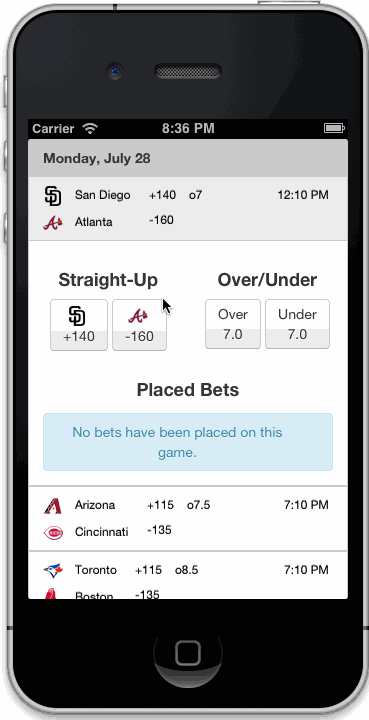 Carrier 8:36 PM
Monday, July 28
SD San Diego +140 o7 12:10 PM
A Atlanta -160
Straight-Up Over/Under
SD A Over Under
+140 -160 7.0 7.0
Placed Bets
No bets have been placed on this
game.
A Arizona +115 o7.5 7:10 PM
Cincinnati -135
Toronto +115 o8.5 7:10 PM
Boston -135